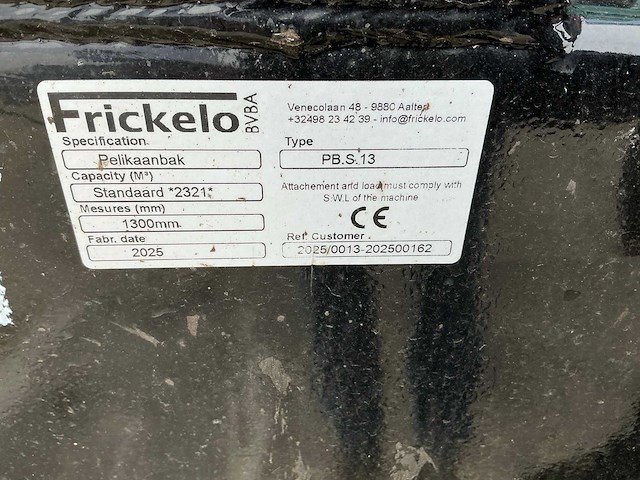 Frickelo BVBA
Venecolaan 48 - 9880 Aalter
+32498 23 42 39 - info@frickelo.com
Specification
Pelikaanbak
Type
PB.S.13
Capacity (M³)
Standaard *2321*
Attachement and load must comply with
S.W.L of the machine
CE
Mesures (mm)
1300mm
Fabr. date
2025
Ref. Customer
2025/0013-202500162